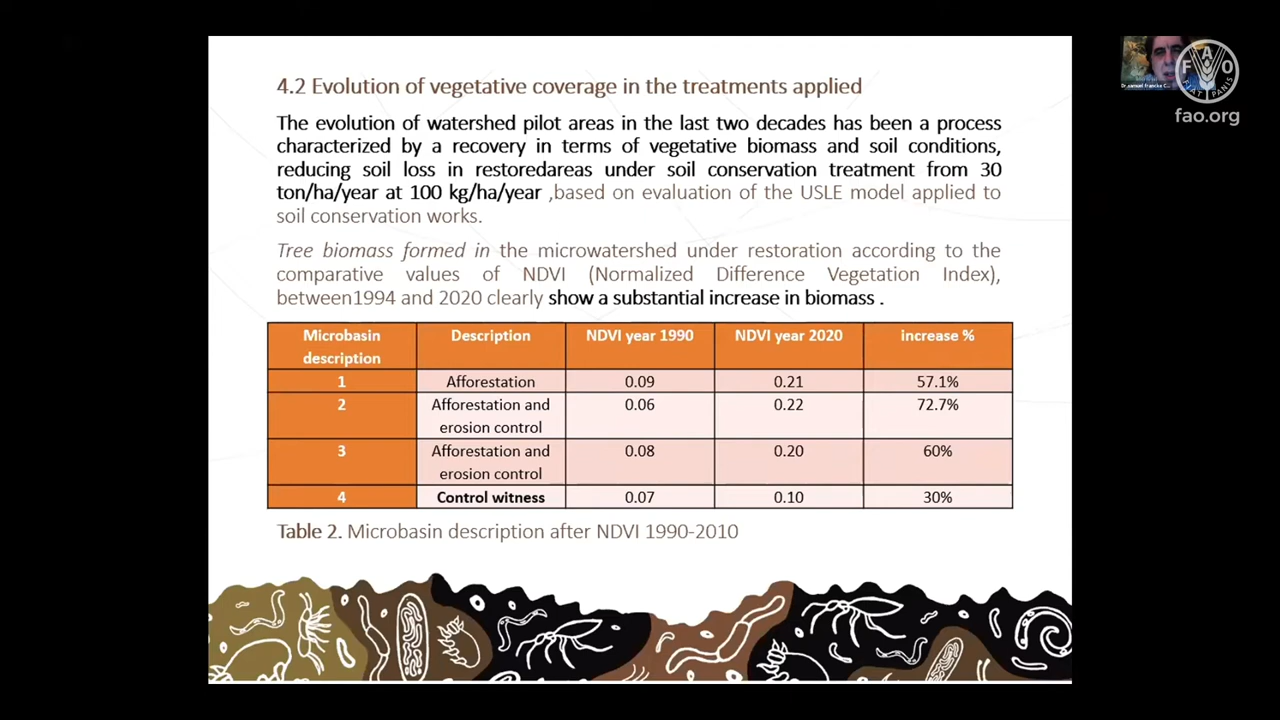 4.2 Evolution of vegetative coverage in the treatments applied
The evolution of watershed pilot areas in the last two decades has been a process
characterized by a recovery in terms of vegetative biomass and soil conditions,
reducing soil loss in restoredareas under soil conservation treatment from 30
ton/ha/year at 100 kg/ha/year ,based on evaluation of the USLE model applied to
soil conservation works.
Tree biomass formed in the microwatershed under restoration according to the
comparative values of NDVI (Normalized Difference Vegetation Index),
between1994 and 2020 clearly show a substantial increase in biomass .
Microbasin description Description NDVI year 1990 NDVI year 2020 increase %
1 Afforestation 0.09 0.21 57.1%
2 Afforestation and erosion control 0.06 0.22 72.7%
3 Afforestation and erosion control 0.08 0.20 60%
4 Control witness 0.07 0.10 30%
Table 2. Microbasin description after NDVI 1990-2010
FAO
FIAT PANIS
fao.org